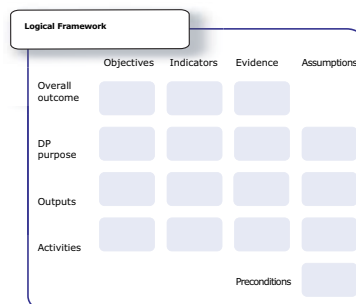 Logical Framework
Objectives Indicators Evidence Assumptions
Overall
outcome
DP
purpose
Outputs
Activities
Preconditions